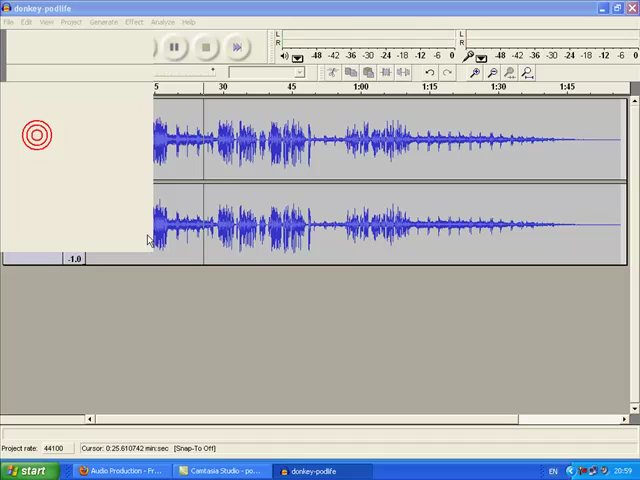 donkey-podlife
File Edit View Project Generate Effect Analyze Help
L
R
-48 -36 -30 -24 -18 -12 -6 0
L
R
-48 -36 -30 -24 -18 -12 -6 0
5 30 45 1:00 1:15 1:30 1:45
-1.0
Project rate: 44100 Cursor: 0:25.610742 min:sec [Snap-To Off]
start Audio Production - Fr... Camtasia Studio - po... donkey-podlife EN 20:59